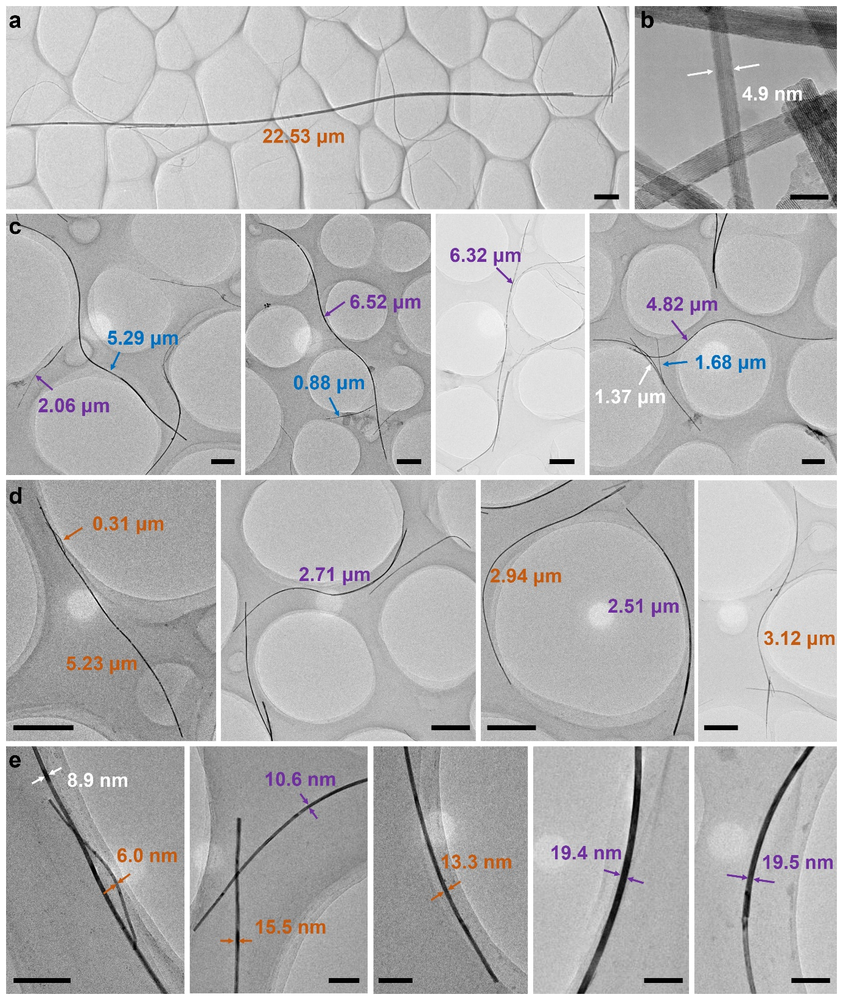 a
22.53 µm
b
4.9 nm
c
5.29 µm
2.06 µm
6.52 µm
0.88 µm
6.32 µm
4.82 µm
1.68 µm
1.37 µm
d
0.31 µm
5.23 µm
2.71 µm
2.94 µm
2.51 µm
3.12 µm
e
8.9 nm
6.0 nm
10.6 nm
15.5 nm
13.3 nm
19.4 nm
19.5 nm